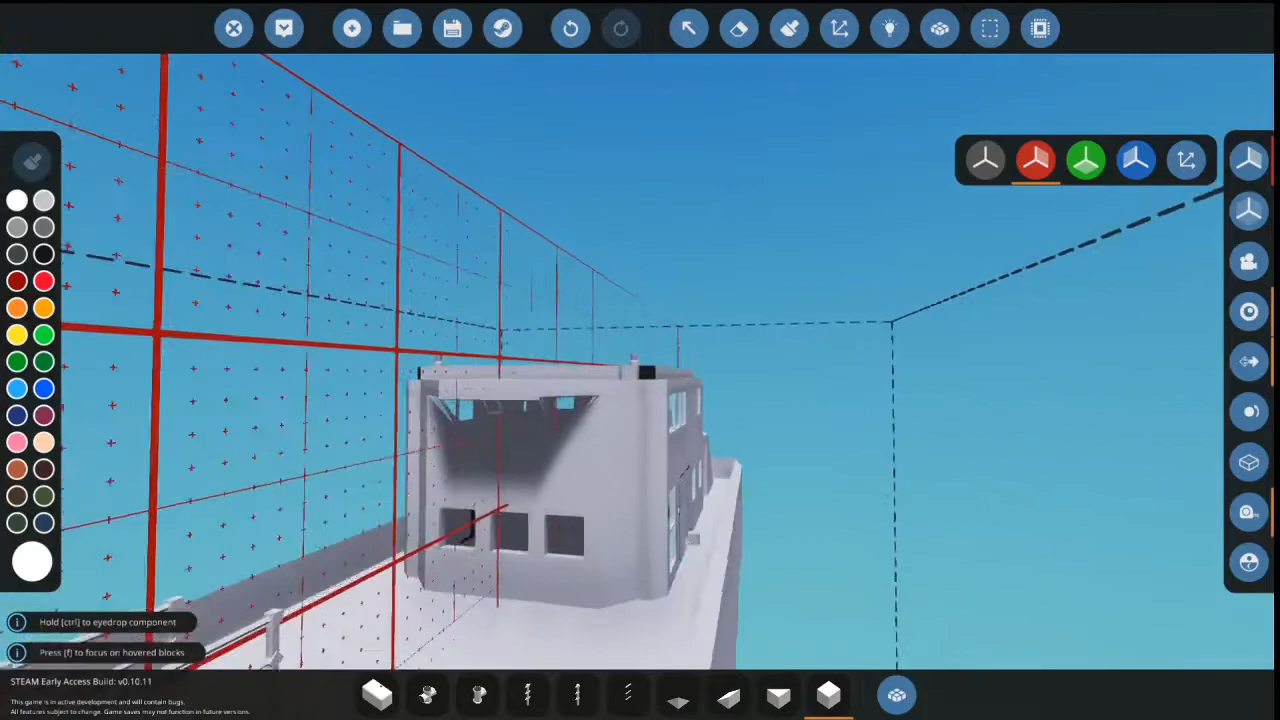 Hold [ctrl] to eyedrop component
Press [f] to focus on hovered blocks
STEAM Early Access Build: v0.10.11
This game is in active development and will contain bugs.
All features subject to change. Game saves may not function in future versions.